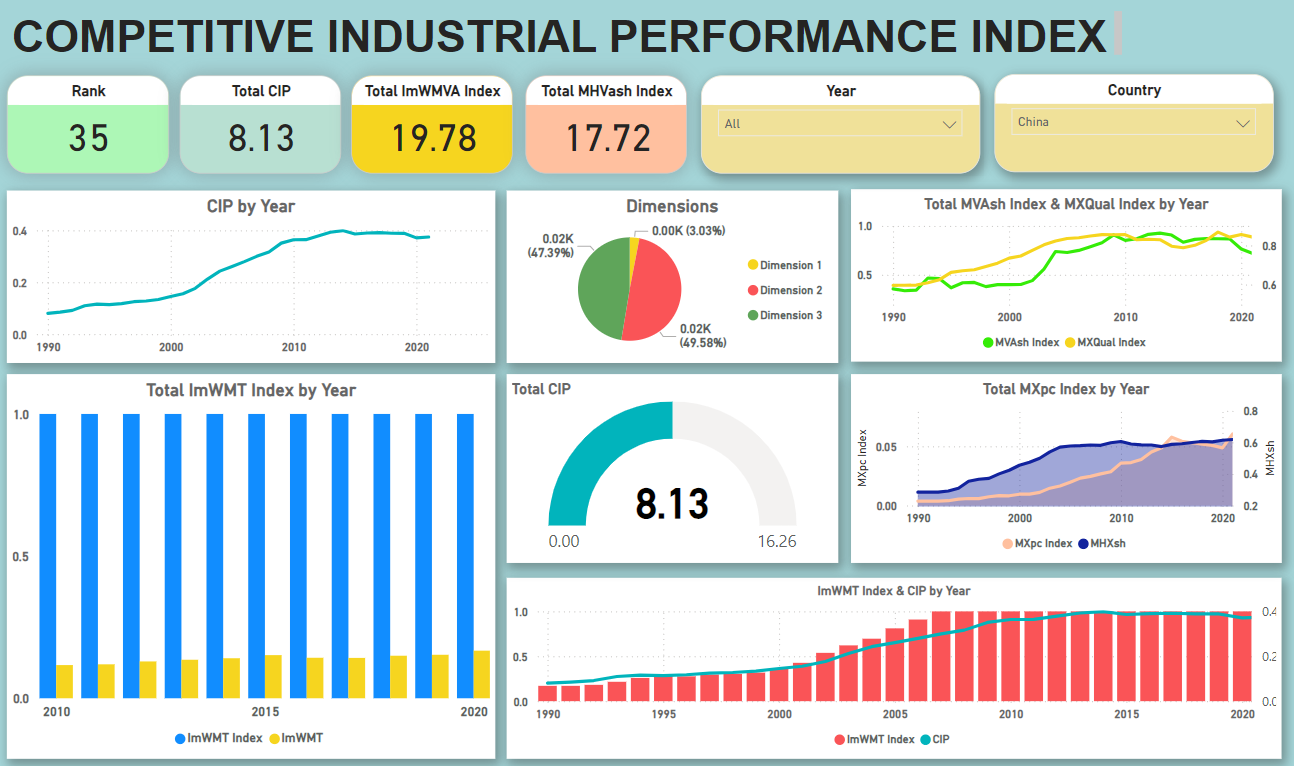 COMPETITIVE INDUSTRIAL PERFORMANCE INDEX
Rank
35
Total CIP
8.13
Total ImWMVA Index
19.78
Total MHVash Index
17.72
Year
All
Country
China
CIP by Year
0.4
0.2
0.0
1990 2000 2010 2020
Dimensions
0.00K (3.03%)
0.02K
(47.39%)
0.02K
(49.58%)
Dimension 1
Dimension 2
Dimension 3
Total MVAsh Index & MXQual Index by Year
1.0
0.5
0.8
0.6
1990 2000 2010 2020
MVAsh Index MXQual Index
Total ImWMT Index by Year
1.0
0.5
0.0
2010 2015 2020
ImWMT Index ImWMT
Total CIP
8.13
0.00 16.26
Total MXpc Index by Year
MXpc Index
0.05
0.00
0.8
0.6
0.4
0.2
MHXsh
1990 2000 2010 2020
MXpc Index MHXsh
ImWMT Index & CIP by Year
1.0
0.5
0.0
0.4
0.2
0.0
1990 1995 2000 2005 2010 2015 2020
ImWMT Index CIP